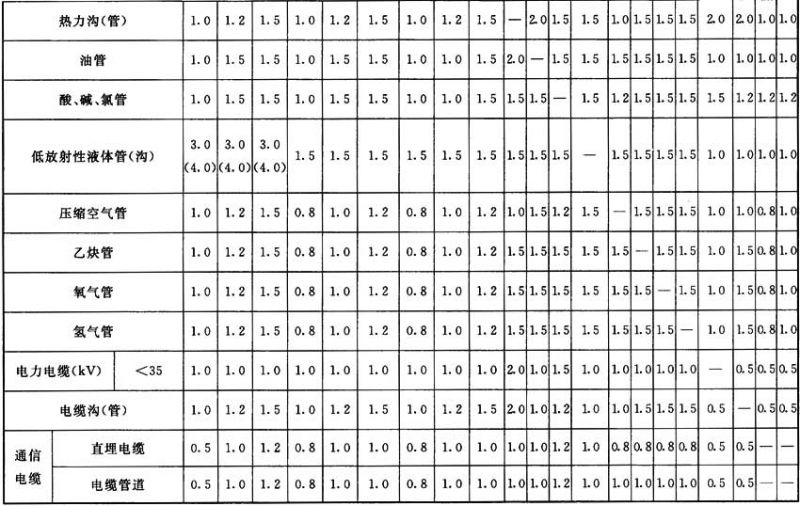 热力沟(管) 1.0 1.2 1.5 1.0 1.2 1.5 1.0 1.2 1.5 — 2.0 1.5 1.5 1.0 1.5 1.5 1.5 2.0 2.0 1.0 1.0
油管 1.0 1.5 1.5 1.0 1.5 1.5 1.0 1.0 1.5 2.0 — 1.5 1.5 1.5 1.5 1.5 1.5 1.0 1.0 1.0 1.0
酸、碱、氯管 1.0 1.5 1.5 1.0 1.5 1.5 1.0 1.0 1.5 1.5 1.5 — 1.5 1.2 1.5 1.5 1.5 1.5 1.2 1.2 1.2
低放射性液体管(沟) 3.0 (4.0) 3.0 (4.0) 3.0 (4.0) 1.5 1.5 1.5 1.5 1.5 1.5 1.5 1.5 1.5 — 1.5 1.5 1.5 1.5 1.0 1.0 1.0 1.0
压缩空气管 1.0 1.2 1.5 0.8 1.0 1.2 0.8 1.0 1.2 1.0 1.5 1.2 1.5 — 1.5 1.5 1.5 1.0 1.0 0.8 1.0
乙炔管 1.0 1.2 1.5 0.8 1.0 1.2 0.8 1.0 1.2 1.5 1.5 1.5 1.5 1.5 — 1.5 1.5 1.0 1.5 0.8 1.0
氧气管 1.0 1.2 1.5 0.8 1.0 1.2 0.8 1.0 1.2 1.5 1.5 1.5 1.5 1.5 1.5 — 1.5 1.0 1.5 0.8 1.0
氢气管 1.0 1.2 1.5 0.8 1.0 1.2 0.8 1.0 1.2 1.5 1.5 1.5 1.5 1.5 1.5 1.5 — 1.0 1.5 0.8 1.0
电力电缆(kV) <35 1.0 1.0 1.0 1.0 1.0 1.0 1.0 1.0 1.0 2.0 1.0 1.5 1.0 1.0 1.0 1.0 1.0 — 0.5 0.5 0.5
电缆沟(管) 1.0 1.2 1.5 1.0 1.2 1.5 1.0 1.2 1.5 2.0 1.0 1.2 1.0 1.0 1.5 1.5 1.5 0.5 — 0.5 0.5
通信电缆 直埋电缆 0.5 1.0 1.2 0.8 1.0 1.0 0.8 1.0 1.0 1.0 1.0 1.2 1.0 0.8 0.8 0.8 0.8 0.5 0.5 — —
电缆管道 0.5 1.0 1.2 0.8 1.0 1.0 0.8 1.0 1.0 1.0 1.0 1.2 1.0 1.0 1.0 1.0 1.0 0.5 0.5 — —